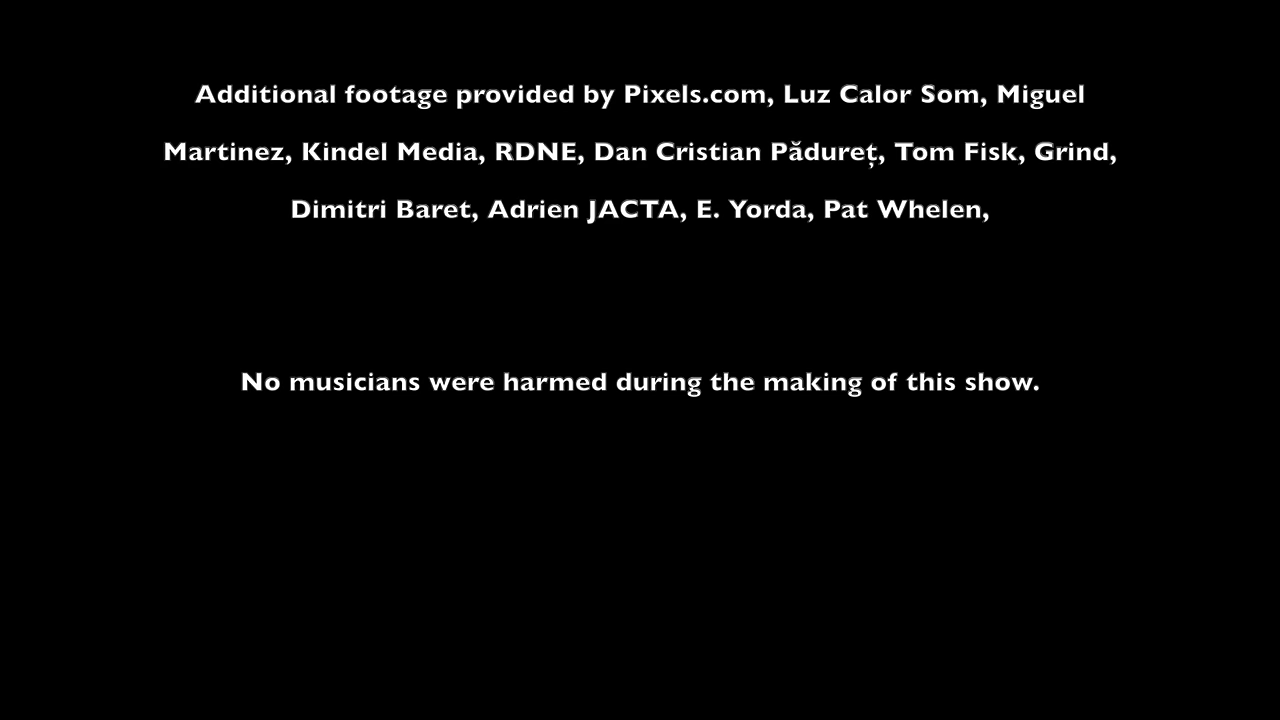 Additional footage provided by Pixels.com, Luz Calor Som, Miguel
Martinez, Kindel Media, RDNE, Dan Cristian Pădureț, Tom Fisk, Grind,
Dimitri Baret, Adrien JACTA, E. Yorda, Pat Whelen,
No musicians were harmed during the making of this show.